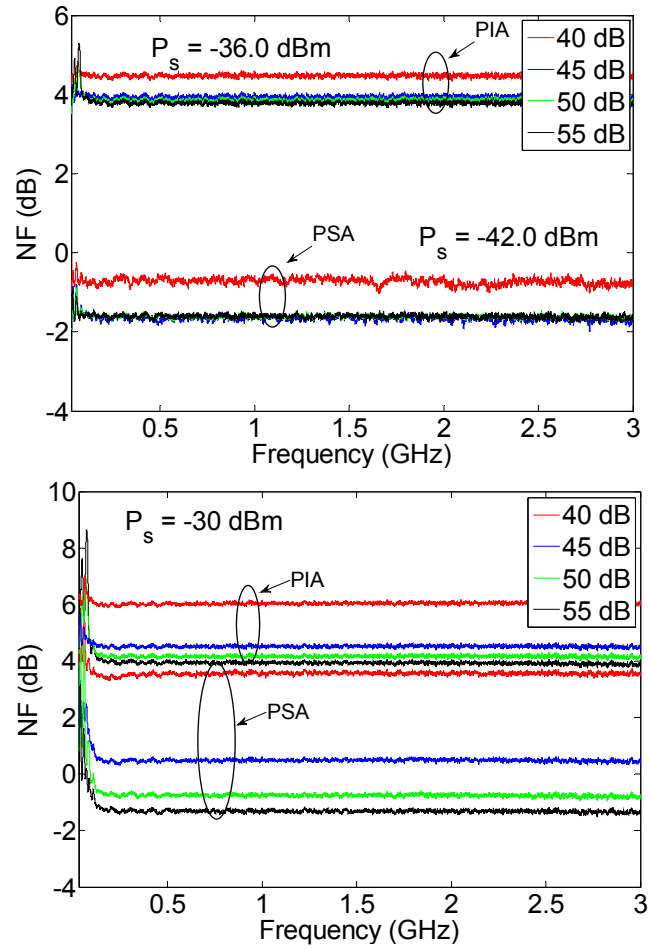 6
4
2
0
-2
-4
NF (dB)
P_s = -36.0 dBm
PIA
40 dB
45 dB
50 dB
55 dB
PSA
P_s = -42.0 dBm
0.5
1
1.5
2
2.5
3
Frequency (GHz)
10
8
6
4
2
0
-2
-4
NF (dB)
P_s = -30 dBm
PIA
PSA
40 dB
45 dB
50 dB
55 dB
0.5
1
1.5
2
2.5
3
Frequency (GHz)